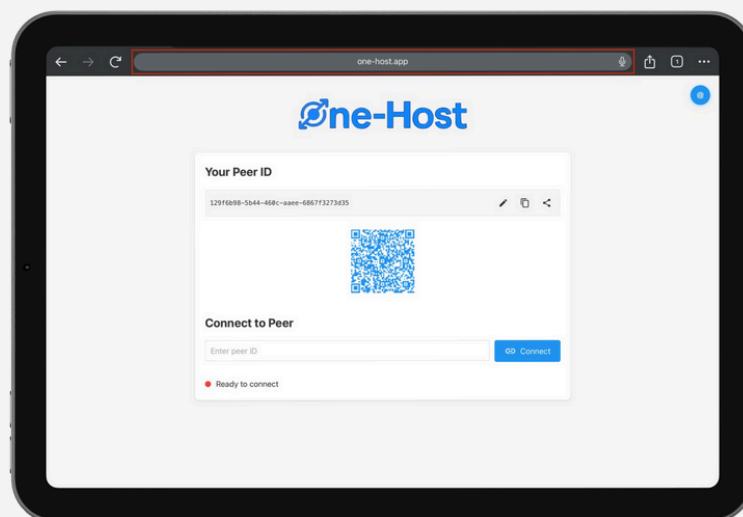 one-host.app
1
@
One-Host
Your Peer ID
129f6b98-5b44-460c-aaee-6867f3273d35
Connect to Peer
Enter peer ID
Connect
Ready to connect